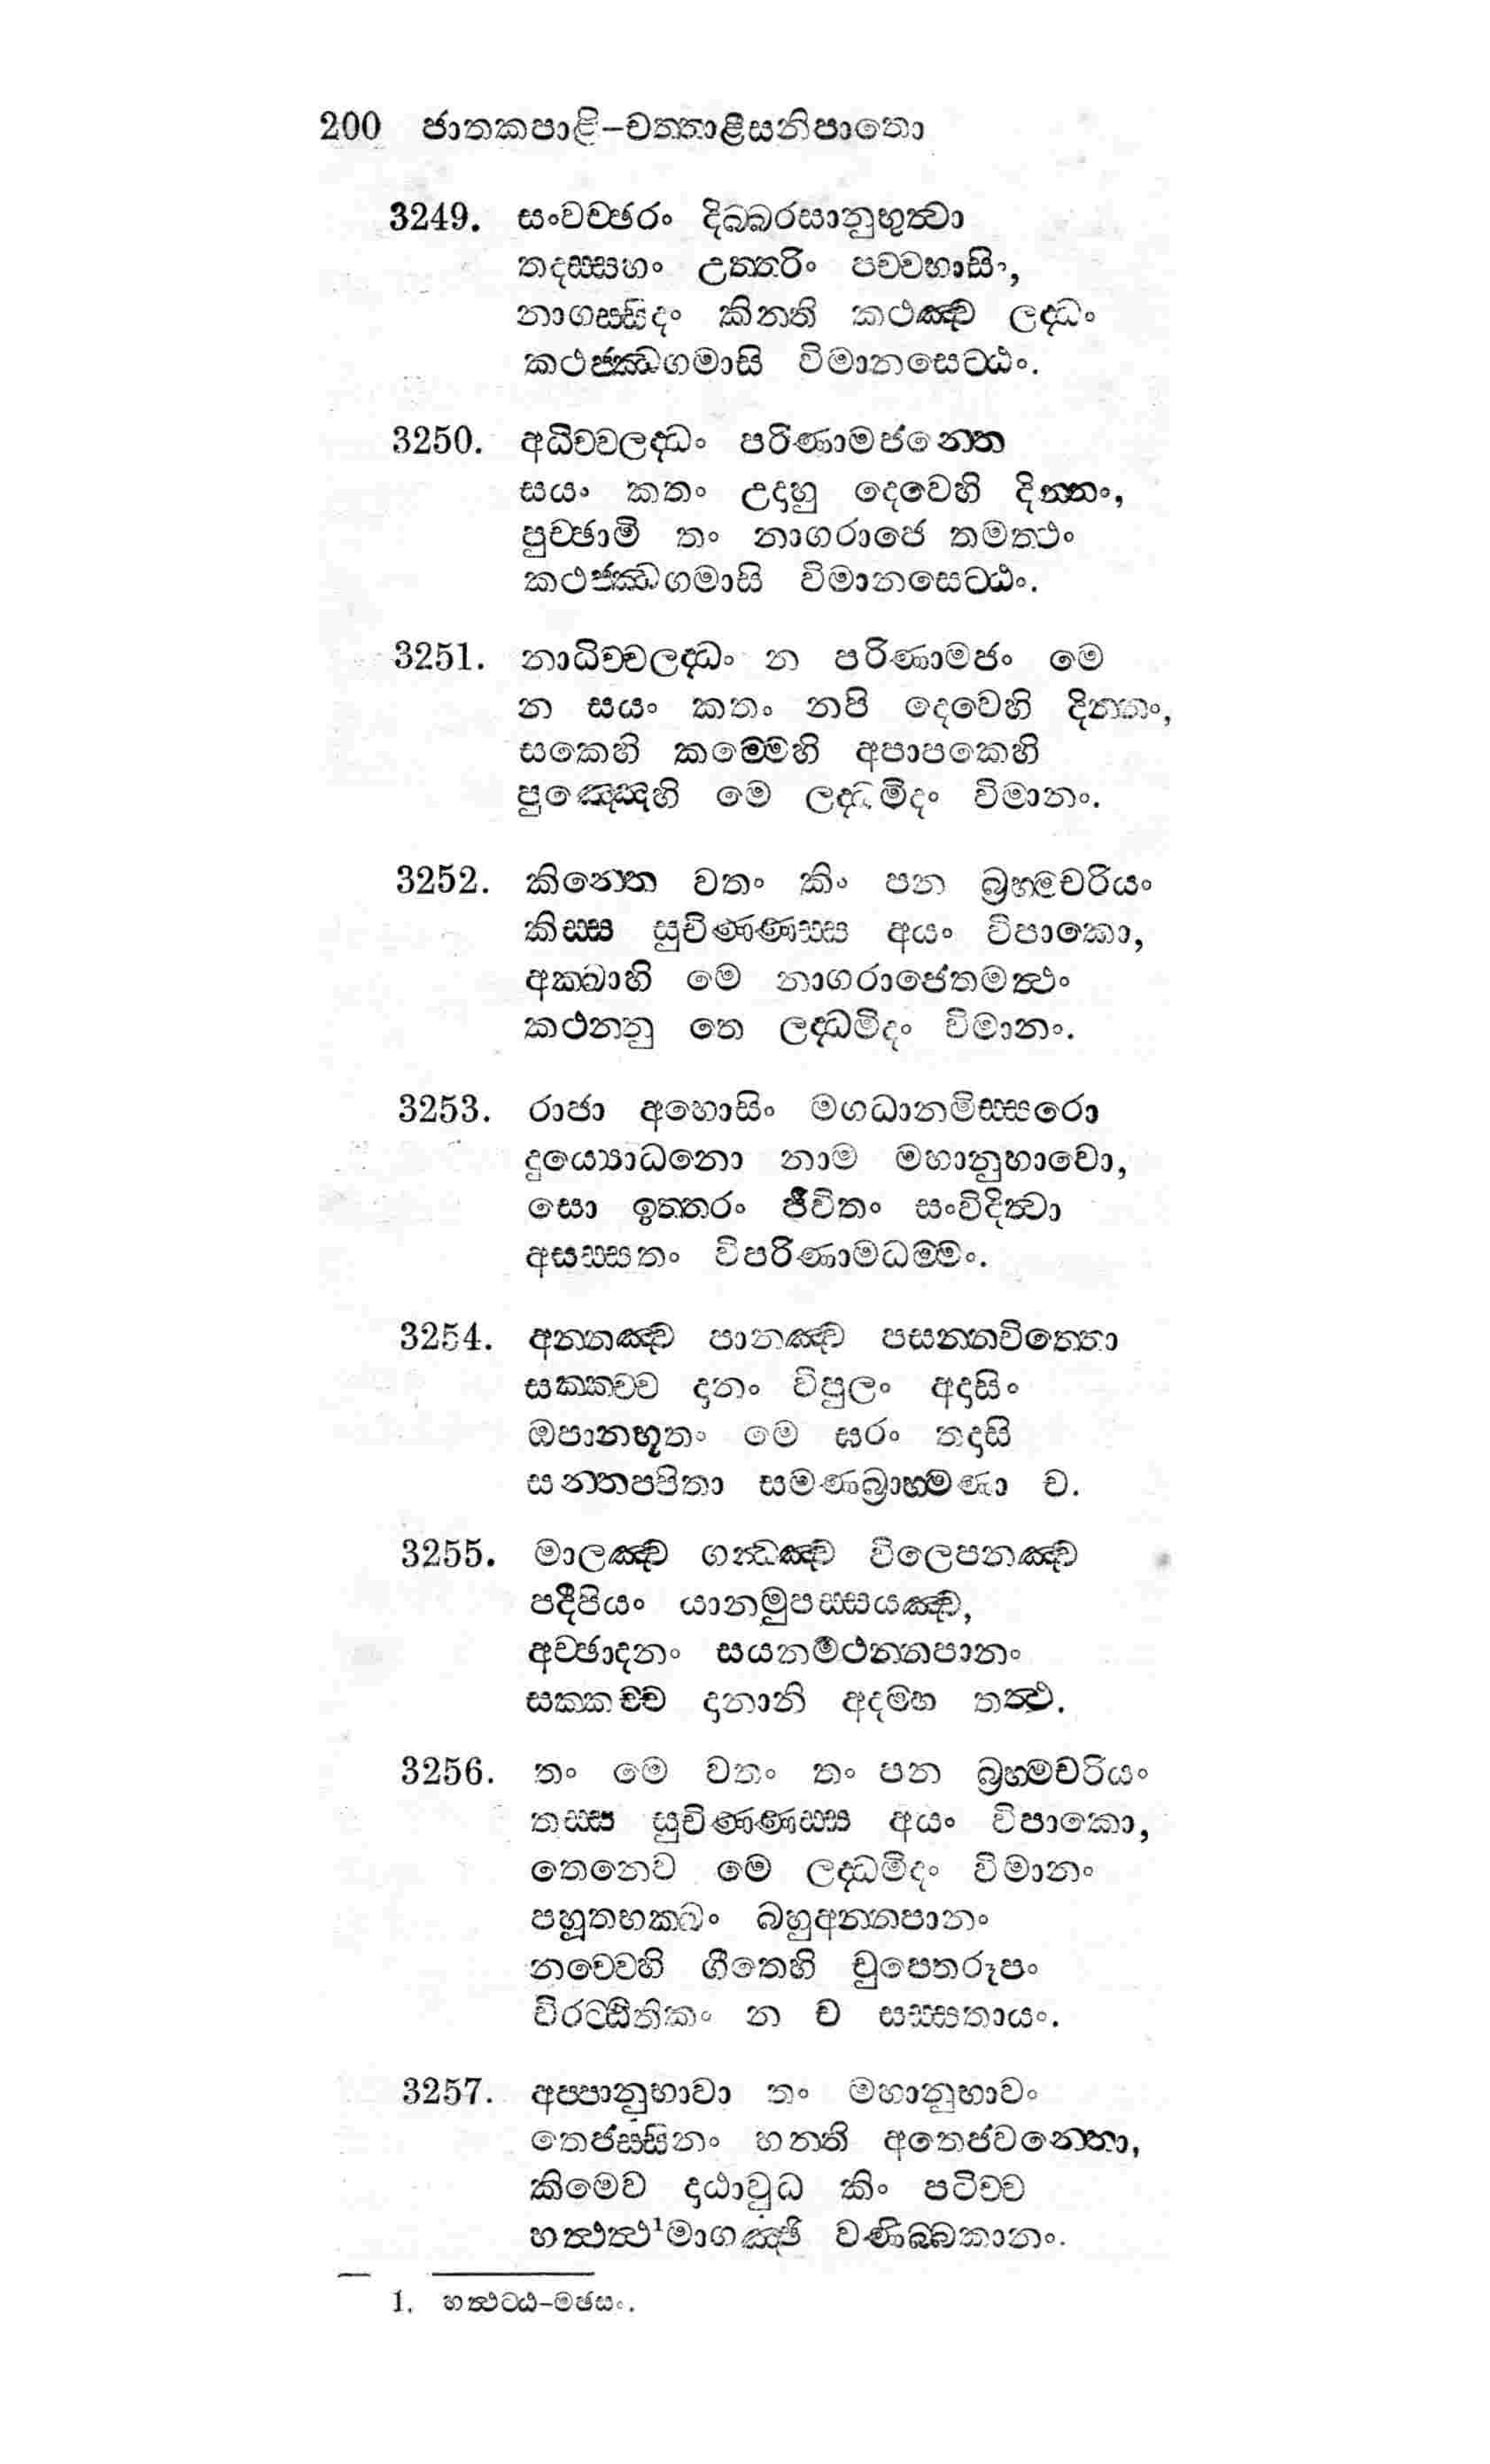 200 ජාතකපාළි–චත්තාළීසනිපාතො
3249. සංවච්ඡරං දිබ්බරසානුභුත්වා
තදස්සහං උත්තරිං පච්චභාසිං,
නාගස්සිදං කින්ති කථඤ්ච ලද්ධං
කථජ්ඣගමාසි විමානසෙට්ඨං.
3250. අධිච්චලද්ධං පරිණාමජන්තෙ
සයං කතං උදාහු දෙවෙහි දින්නං,
පුච්ඡාමි තං නාගරාජෙ තමත්ථං
කථජ්ඣගමාසි විමානසෙට්ඨං.
3251. නාධිච්චලද්ධං න පරිණාමජං මෙ
න සයං කතං නපි දෙවෙහි දින්නං,
සකෙහි කම්මෙහි අපාපකෙහි
පුඤ්ඤෙහි මෙ ලද්ධමිදං විමානං.
3252. කින්තෙ වතං කිං පන බ්‍රහ්මචරියං
කිස්ස සුචිණ්ණස්ස අයං විපාකො,
අක්ඛාහි මෙ නාගරාජෙතමත්ථං
කථන්නු තෙ ලද්ධමිදං විමානං.
3253. රාජා අහොසිං මගධානමිස්සරො
දුය්‍යොධනො නාම මහානුභාවො,
සො ඉත්තරං ජීවිතං සංවිදිත්වා
අසස්සතං විපරිණාමධම්මං.
3254. අන්නඤ්ච පානඤ්ච පසන්නචිත්තො
සක්කච්ච දානං විපුලං අදාසිං
ඔපානභූතං මෙ ඝරං තදාසි
සන්තප්පිතා සමණබ්‍රාහ්මණා ච.
3255. මාලඤ්ච ගන්ධඤ්ච විලෙපනඤ්ච
පදීපියං යානමුපස්සයඤ්ච,
අච්ඡාදනං සයනමථන්නපානං
සක්කච්ච දානානි අදම්හ තත්ථ.
3256. තං මෙ වතං තං පන බ්‍රහ්මචරියං
තස්ස සුචිණ්ණස්ස අයං විපාකො,
තෙනෙව මෙ ලද්ධමිදං විමානං
පහූතභක්ඛං බහුඅන්නපානං
නච්චෙහි ගීතෙහි චුපෙතරූපං
චිරට්ඨිතිකං න ච සස්සතායං.
3257. අප්පානුභාවා තං මහානුභාවං
තෙජස්සිනං හන්ති අතෙජවන්තො,
කිමෙව දාඨාවුධ කිං පටිච්ච
හත්ථත්ථ¹මාගඤ්ඡි වණිබ්බකානං.
1. හත්ථට්ඨ–මඡසං.